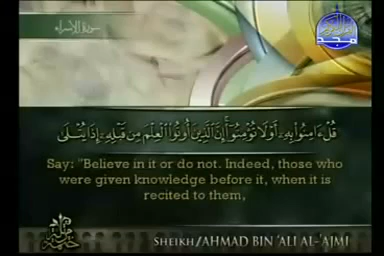 سورة الإسراء
المجد
قُلْ ءَامِنُوا۟ بِهِۦٓ أَوْ لَا تُؤْمِنُوٓا۟ ۚ إِنَّ ٱلَّذِينَ أُوتُوا۟ ٱلْعِلْمَ مِن قَبْلِهِۦٓ إِذَا يُتْلَىٰ
Say: "Believe in it or do not. Indeed, those who
were given knowledge before it, when it is
recited to them,
SHEIKH/AHMAD BIN 'ALI AL-'AJMI